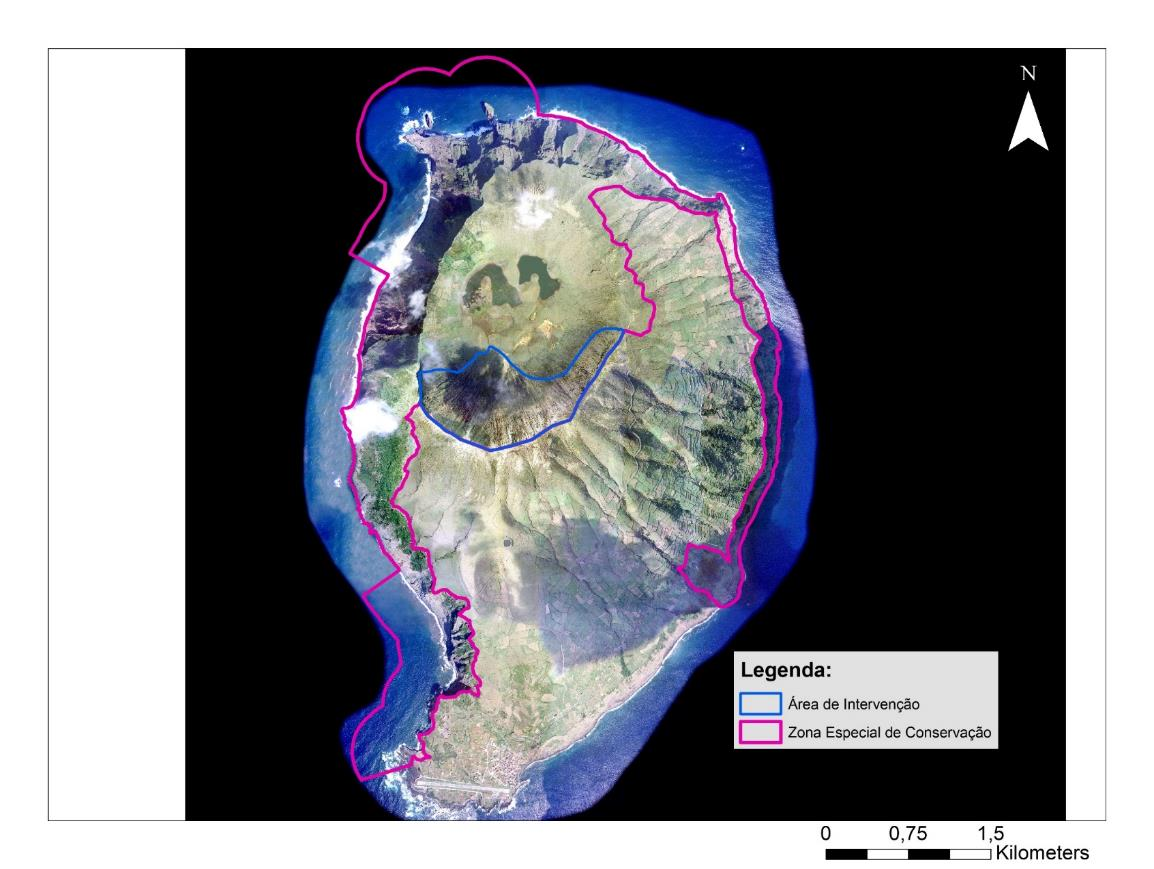 N
Legenda:
Área de Intervenção
Zona Especial de Conservação
0 0,75 1,5
Kilometers